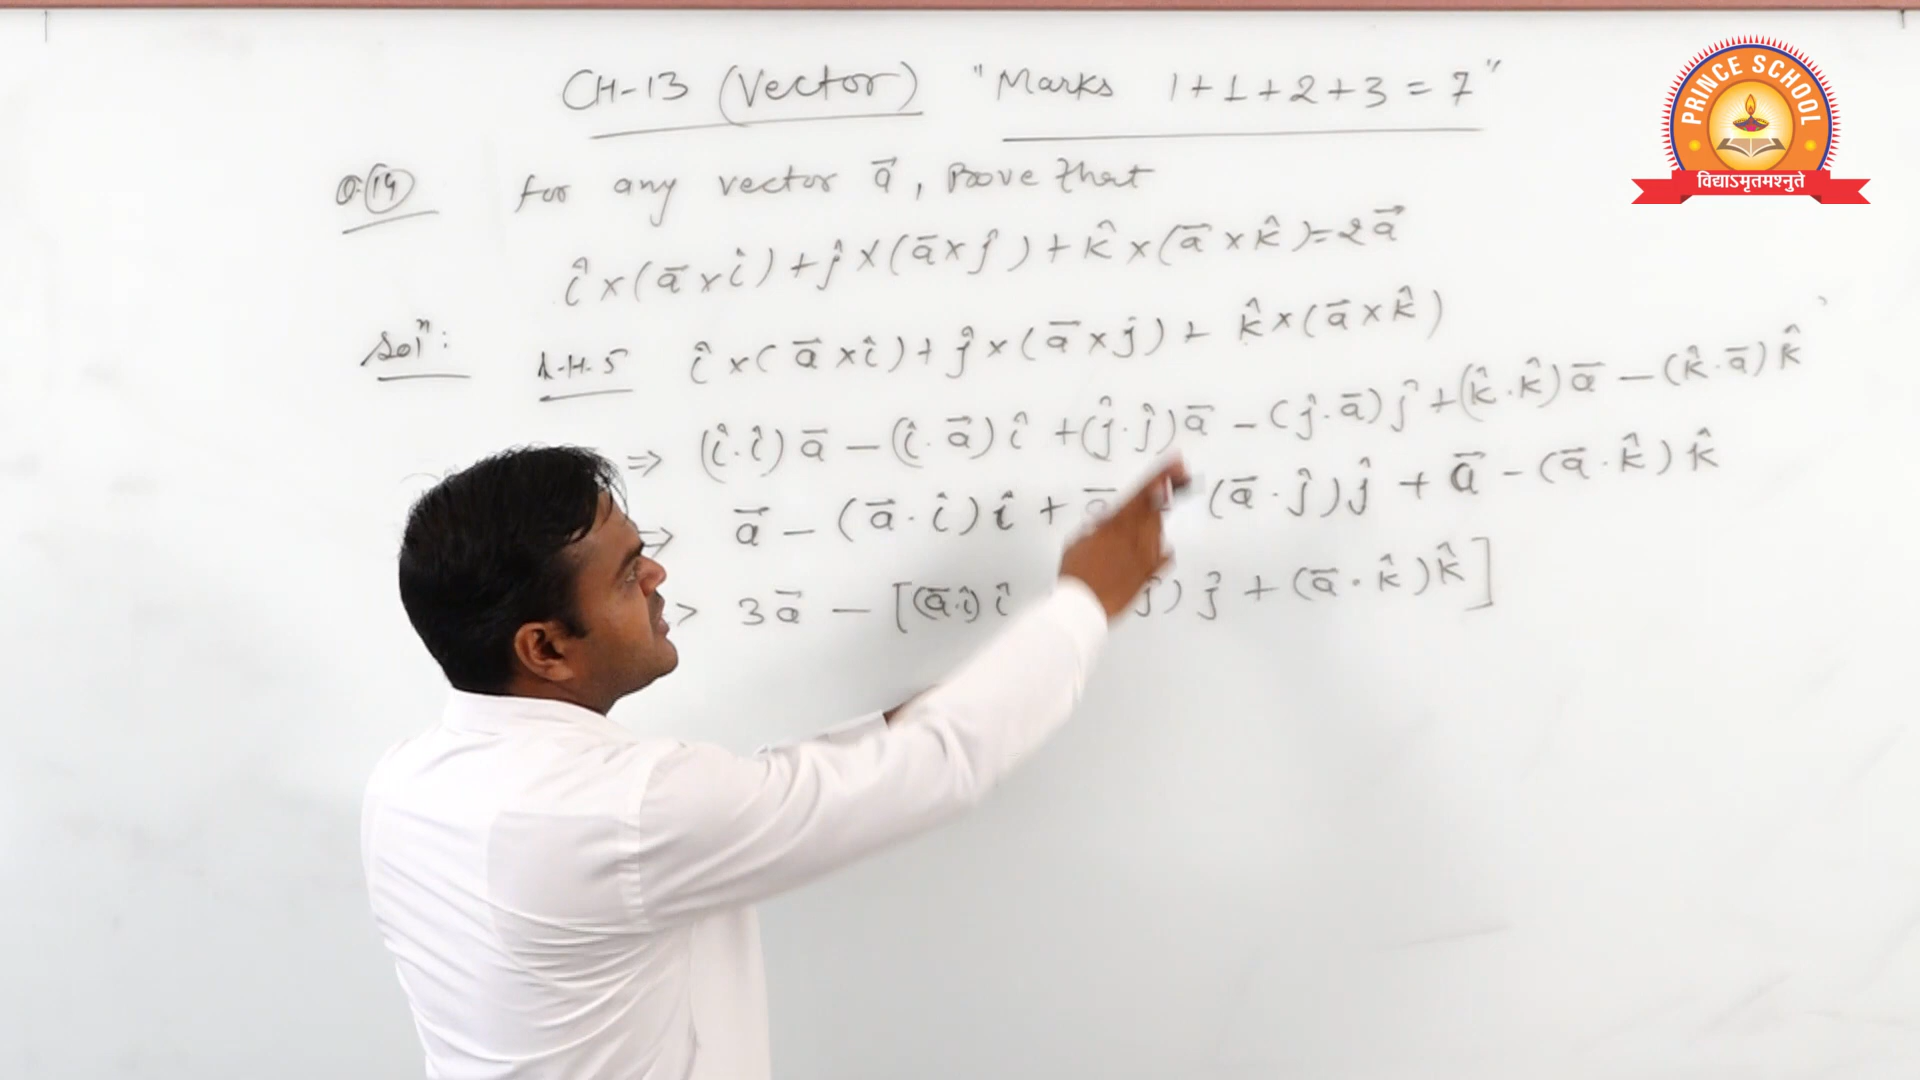 CH-13 (Vector) "Marks 1+1+2+3=7"
PRINCE SCHOOL
विद्याऽमृतमश्नुते
Q.(14) for any vector a⃗, Prove that
î×(a̅×î)+ĵ×(a̅×ĵ)+k̂×(a̅×k̂)=2a⃗
Solⁿ: L.H.S î×(a̅×î)+ĵ×(a̅×j)+k̂×(a̅×k̂)
⇒ (î.î)a̅-(î.a̅)î+(ĵ.ĵ)a̅-(ĵ.a̅)ĵ+(k̂.k̂)a̅-(k̂.a̅)k̂
⇒ a̅-(a̅.î)î+a̅ (a̅.ĵ)ĵ+a̅-(a̅.k̂)k̂
> 3a̅-[(a̅.î)î ĵ)ĵ+(a̅.k̂)k̂]